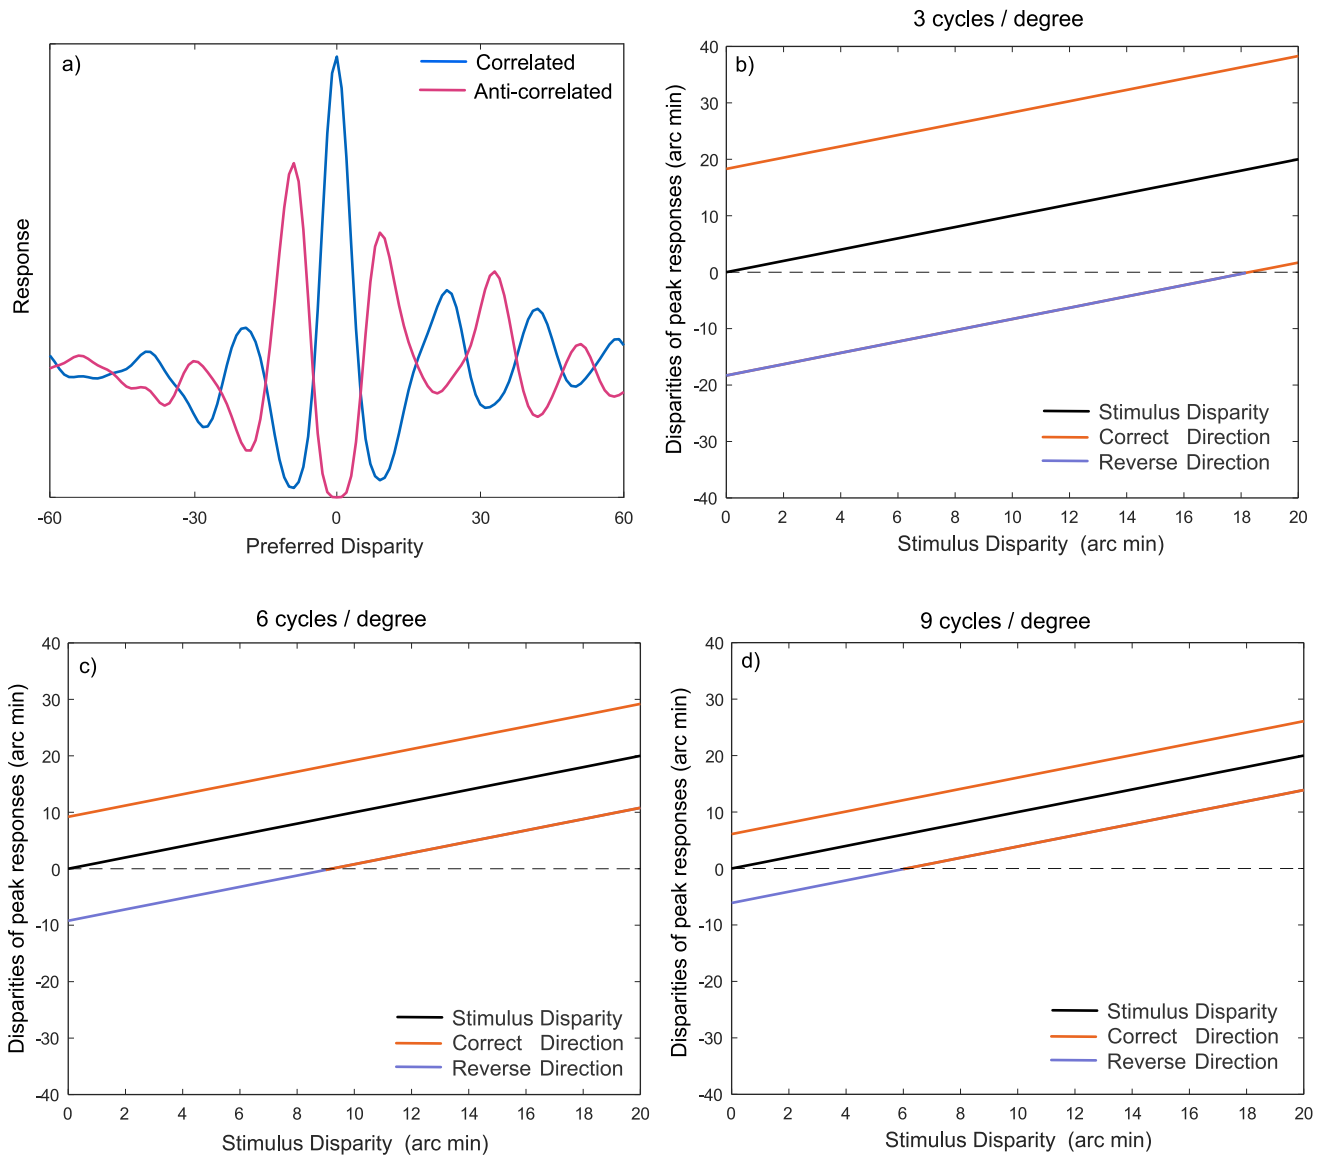 a)
Correlated
Anti-correlated
Response
-60 -30 0 30 60
Preferred Disparity
3 cycles / degree
b)
Disparities of peak responses (arc min)
40
30
20
10
0
-10
-20
-30
-40
Stimulus Disparity
Correct Direction
Reverse Direction
0 2 4 6 8 10 12 14 16 18 20
Stimulus Disparity (arc min)
6 cycles / degree
c)
Disparities of peak responses (arc min)
40
30
20
10
0
-10
-20
-30
-40
Stimulus Disparity
Correct Direction
Reverse Direction
0 2 4 6 8 10 12 14 16 18 20
Stimulus Disparity (arc min)
9 cycles / degree
d)
Disparities of peak responses (arc min)
40
30
20
10
0
-10
-20
-30
-40
Stimulus Disparity
Correct Direction
Reverse Direction
0 2 4 6 8 10 12 14 16 18 20
Stimulus Disparity (arc min)